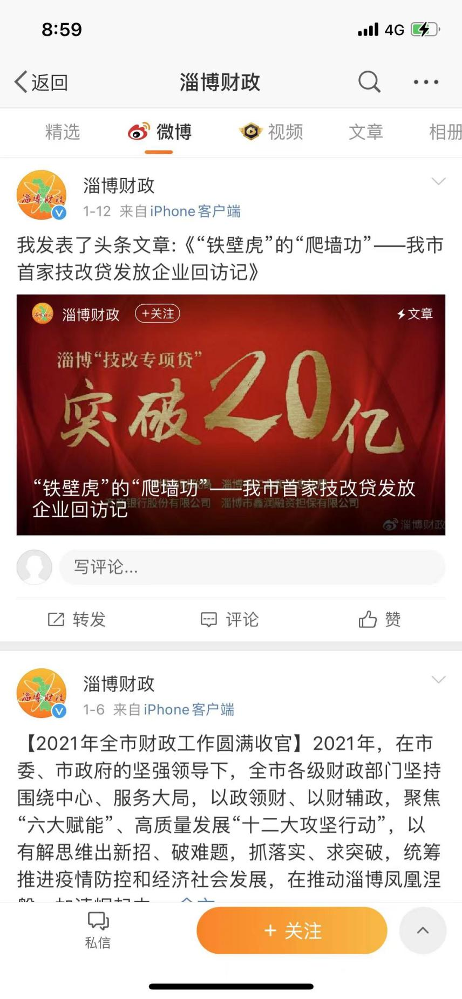 8:59
4G
返回
淄博财政
精选
微博
视频
文章
相册
淄博财政
淄博财政
1-12 来自iPhone客户端
我发表了头条文章:《“铁壁虎”的“爬墙功”——我市
首家技改贷发放企业回访记》
淄博财政
淄博财政
+关注
文章
淄博“技改专项贷”
突破20亿
“铁壁虎”的“爬墙功”——我市首家技改贷发放
企业回访记
银行股份有限公司 淄博市鑫润融资担保有限公司
淄博财政
写评论...
转发
评论
赞
淄博财政
淄博财政
1-6 来自iPhone客户端
【2021年全市财政工作圆满收官】2021年，在市
委、市政府的坚强领导下，全市各级财政部门坚持
围绕中心、服务大局，以政领财、以财辅政，聚焦
“六大赋能”、高质量发展“十二大攻坚行动”，以
有解思维出新招、破难题，抓落实、求突破，统筹
推进疫情防控和经济社会发展，在推动淄博凤凰涅
私信
+ 关注